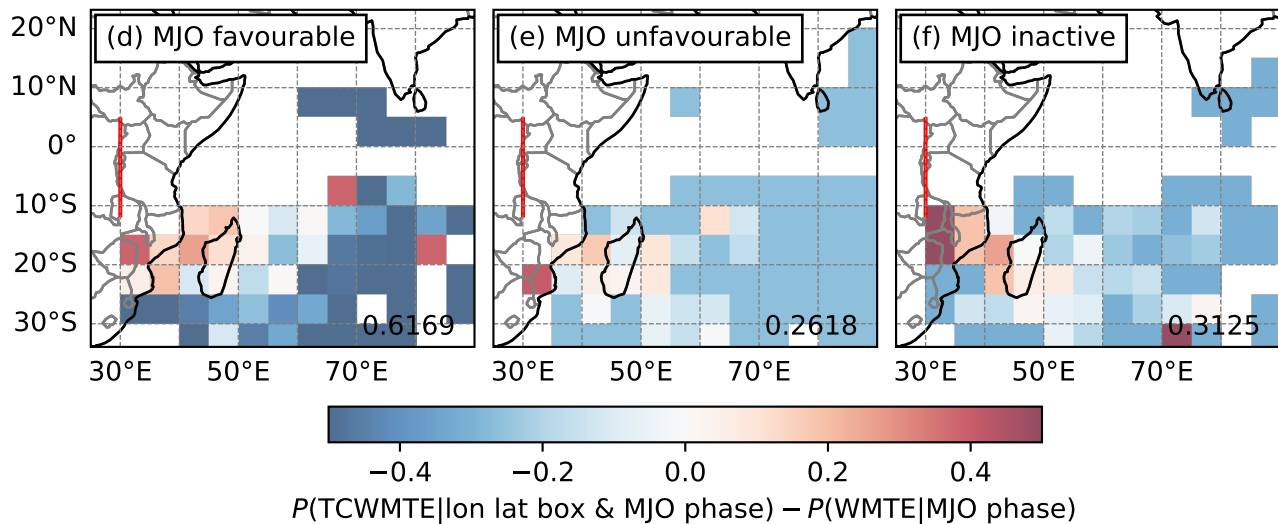 (d) MJO favourable
(e) MJO unfavourable
(f) MJO inactive
20°N
10°N
0°
10°S
20°S
30°S
0.6169
0.2618
0.3125
30°E 50°E 70°E 30°E 50°E 70°E 30°E 50°E 70°E
−0.4 −0.2 0.0 0.2 0.4
P(TCWMTE|lon lat box & MJO phase) − P(WMTE|MJO phase)